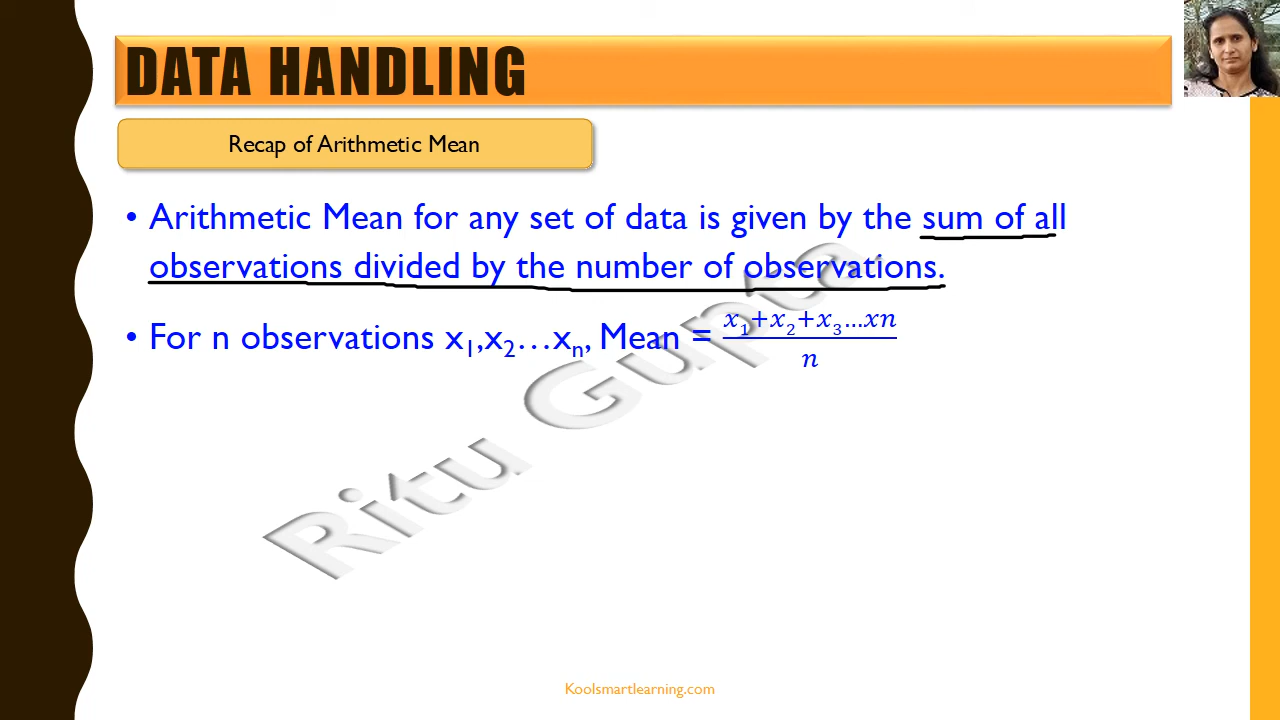 DATA HANDLING
Recap of Arithmetic Mean
• Arithmetic Mean for any set of data is given by the sum of all
observations divided by the number of observations.
• For n observations x₁,x₂…xₙ, Mean = (x₁+x₂+x₃…xn)/n
Ritu Gupta
Koolsmartlearning.com